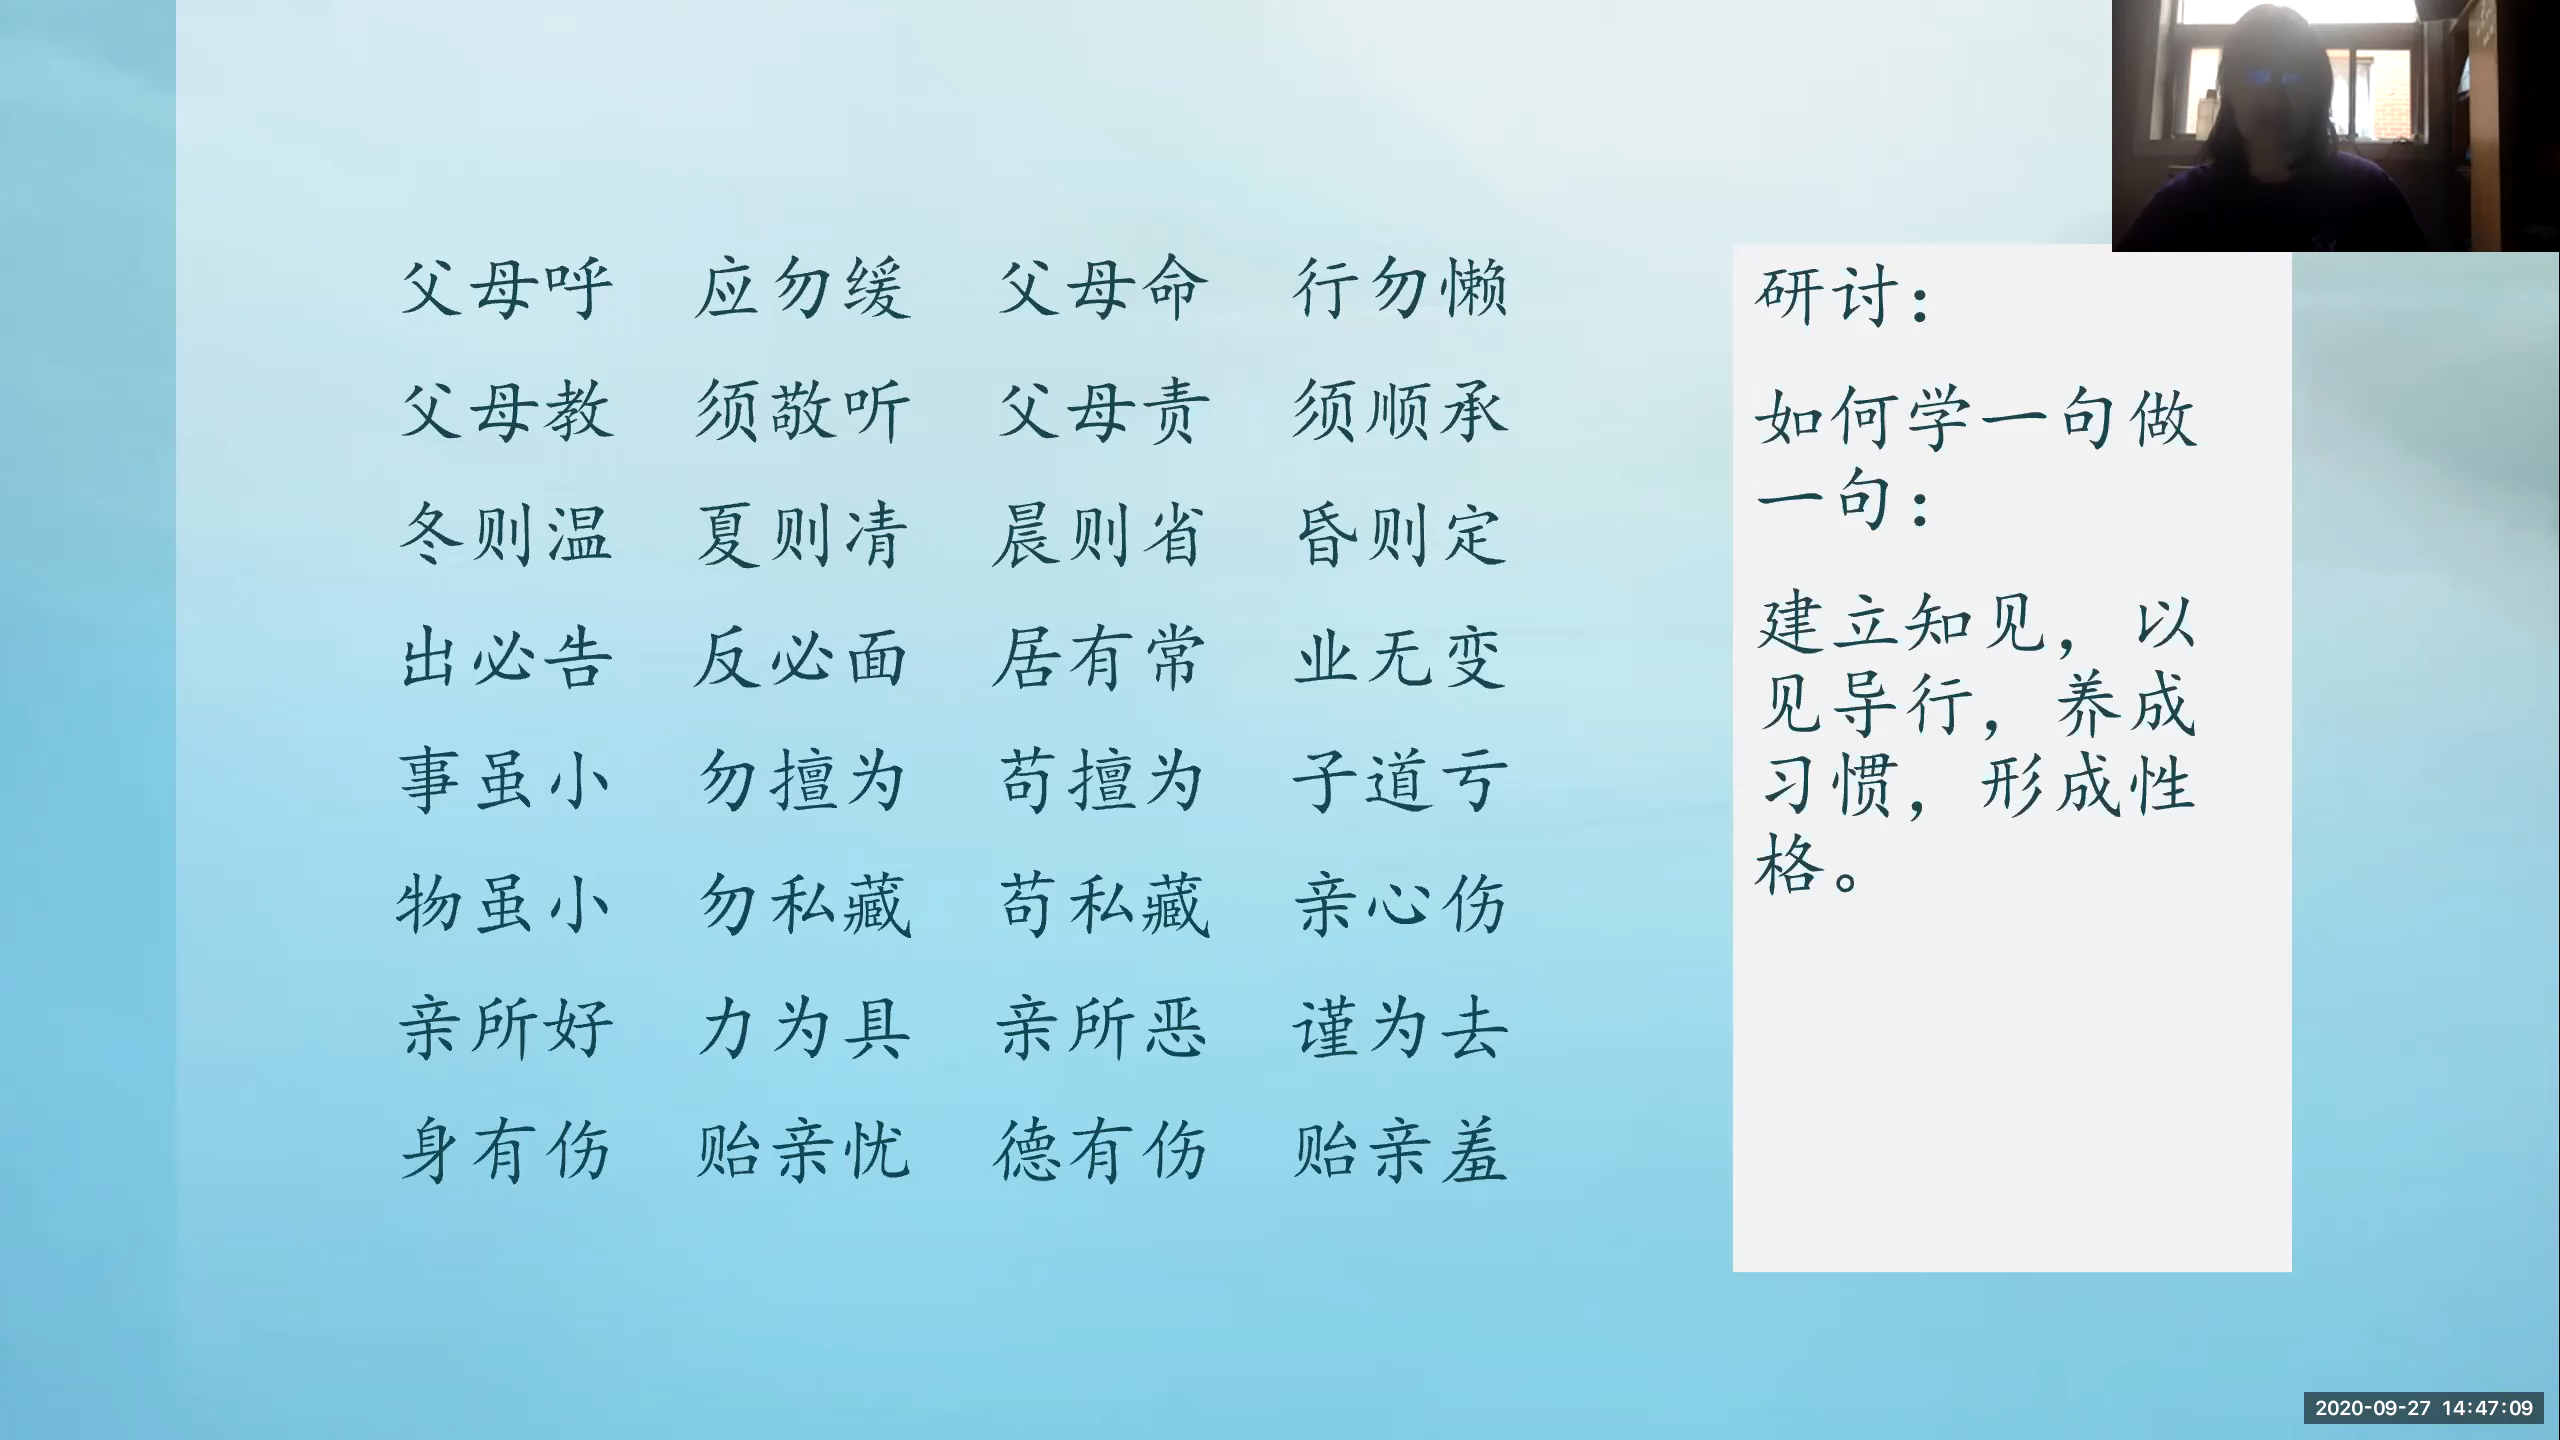 父母呼 应勿缓 父母命 行勿懒
父母教 须敬听 父母责 须顺承
冬则温 夏则凊 晨则省 昏则定
出必告 反必面 居有常 业无变
事虽小 勿擅为 苟擅为 子道亏
物虽小 勿私藏 苟私藏 亲心伤
亲所好 力为具 亲所恶 谨为去
身有伤 贻亲忧 德有伤 贻亲羞
研讨：
如何学一句做
一句：
建立知见，以
见导行，养成
习惯，形成性
格。
2020-09-27 14:47:09